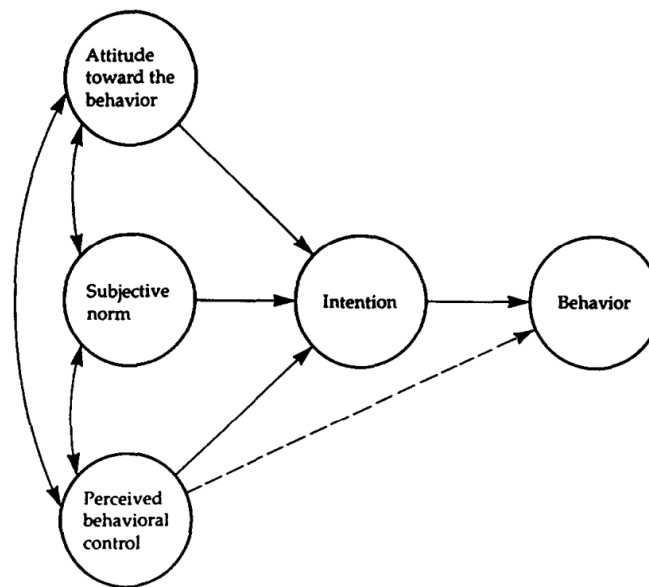 Attitude
toward the
behavior
Subjective
norm
Intention
Behavior
Perceived
behavioral
control